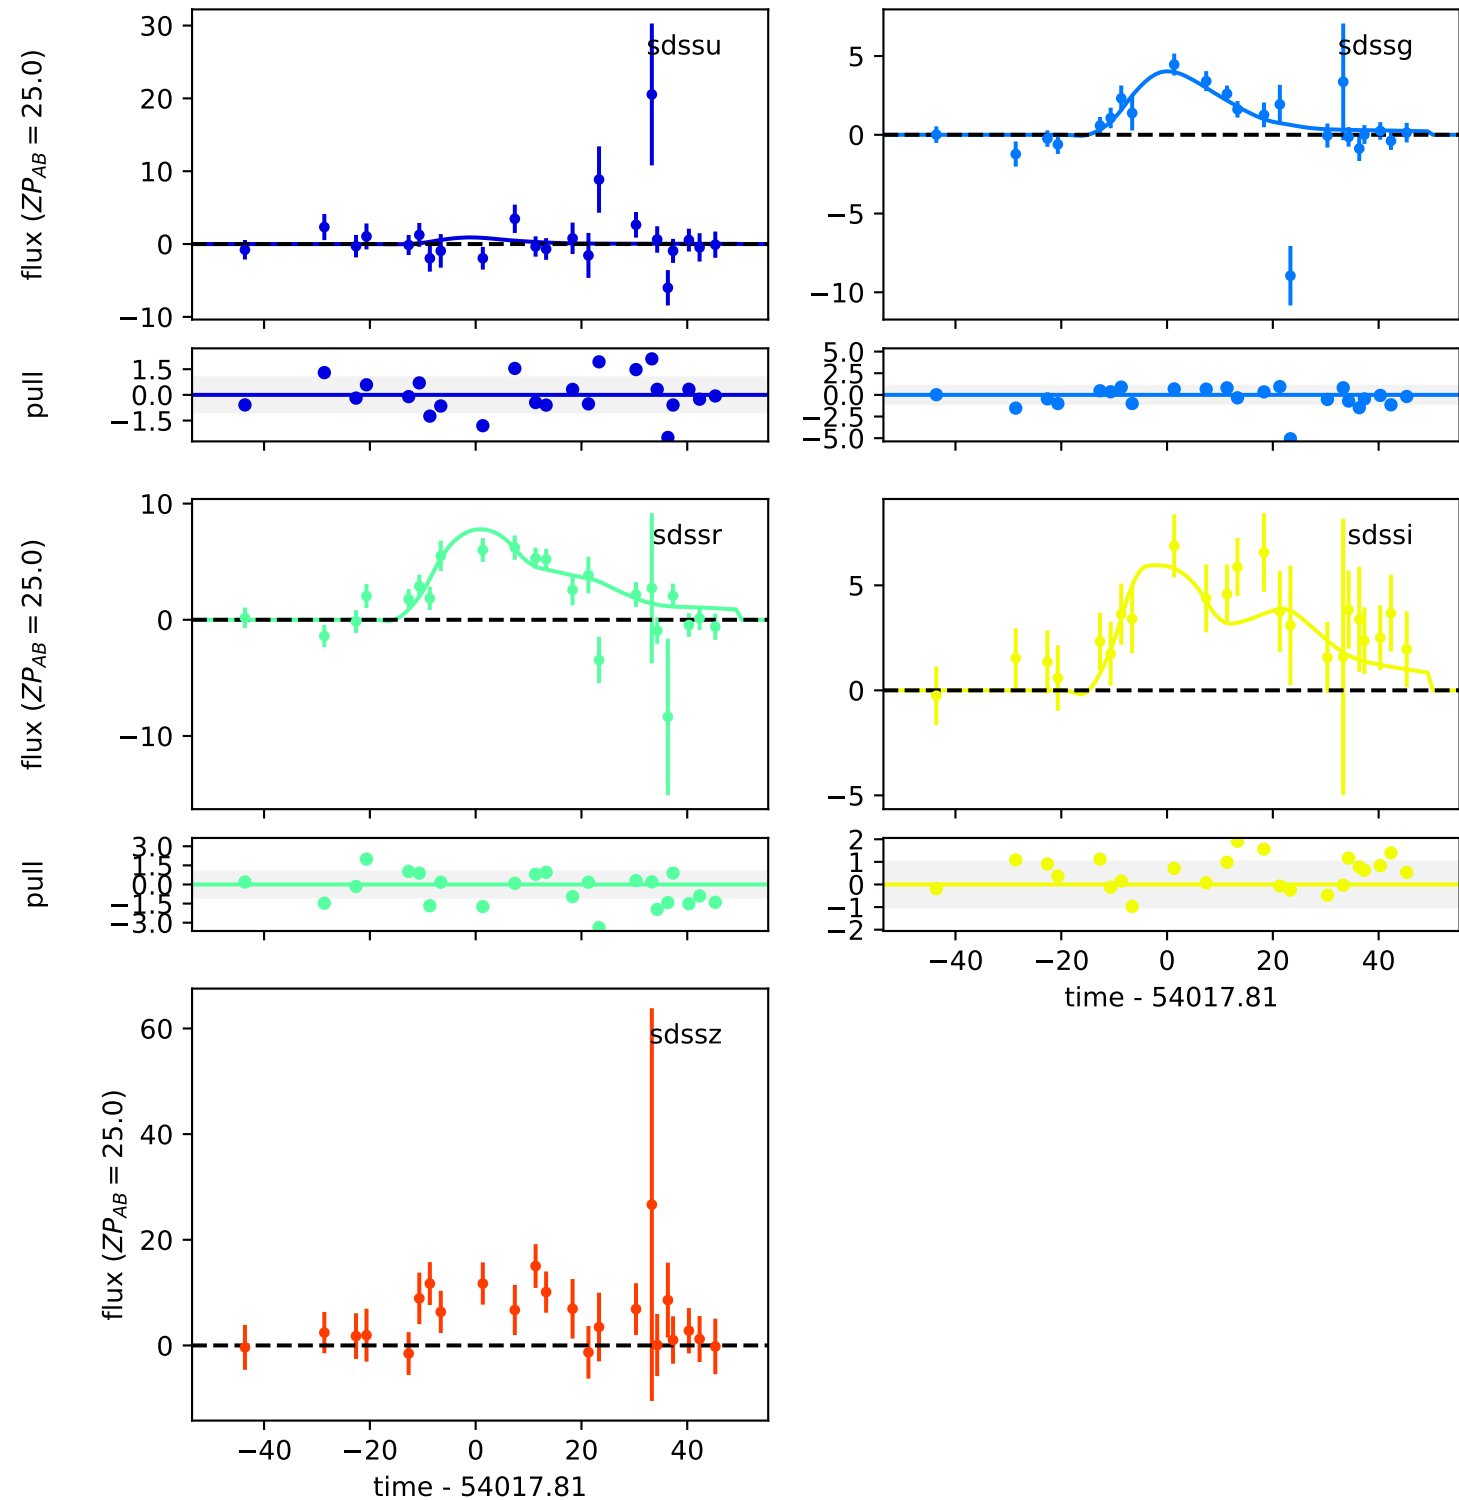 sdssu
flux (ZP_AB = 25.0)
30
20
10
0
−10
sdssg
5
0
−5
−10
pull
1.5
0.0
−1.5
5.0
2.5
0.0
−2.5
−5.0
sdssr
flux (ZP_AB = 25.0)
10
0
−10
sdssi
5
0
−5
pull
3.0
1.5
0.0
−1.5
−3.0
2
1
0
−1
−2
−40 −20 0 20 40
time - 54017.81
sdssz
flux (ZP_AB = 25.0)
60
40
20
0
−40 −20 0 20 40
time - 54017.81